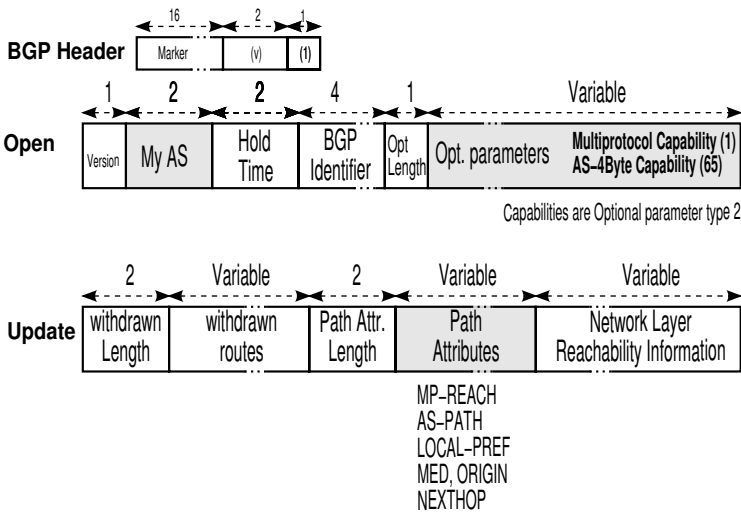 16 2 1
BGP Header Marker (v) (1)
1 2 2 4 1 Variable
Open Version My AS Hold Time BGP Identifier Opt Length Opt. parameters Multiprotocol Capability (1) AS–4Byte Capability (65)
Capabilities are Optional parameter type 2
2 Variable 2 Variable Variable
Update withdrawn Length withdrawn routes Path Attr. Length Path Attributes Network Layer Reachability Information
MP–REACH
AS–PATH
LOCAL–PREF
MED, ORIGIN
NEXTHOP